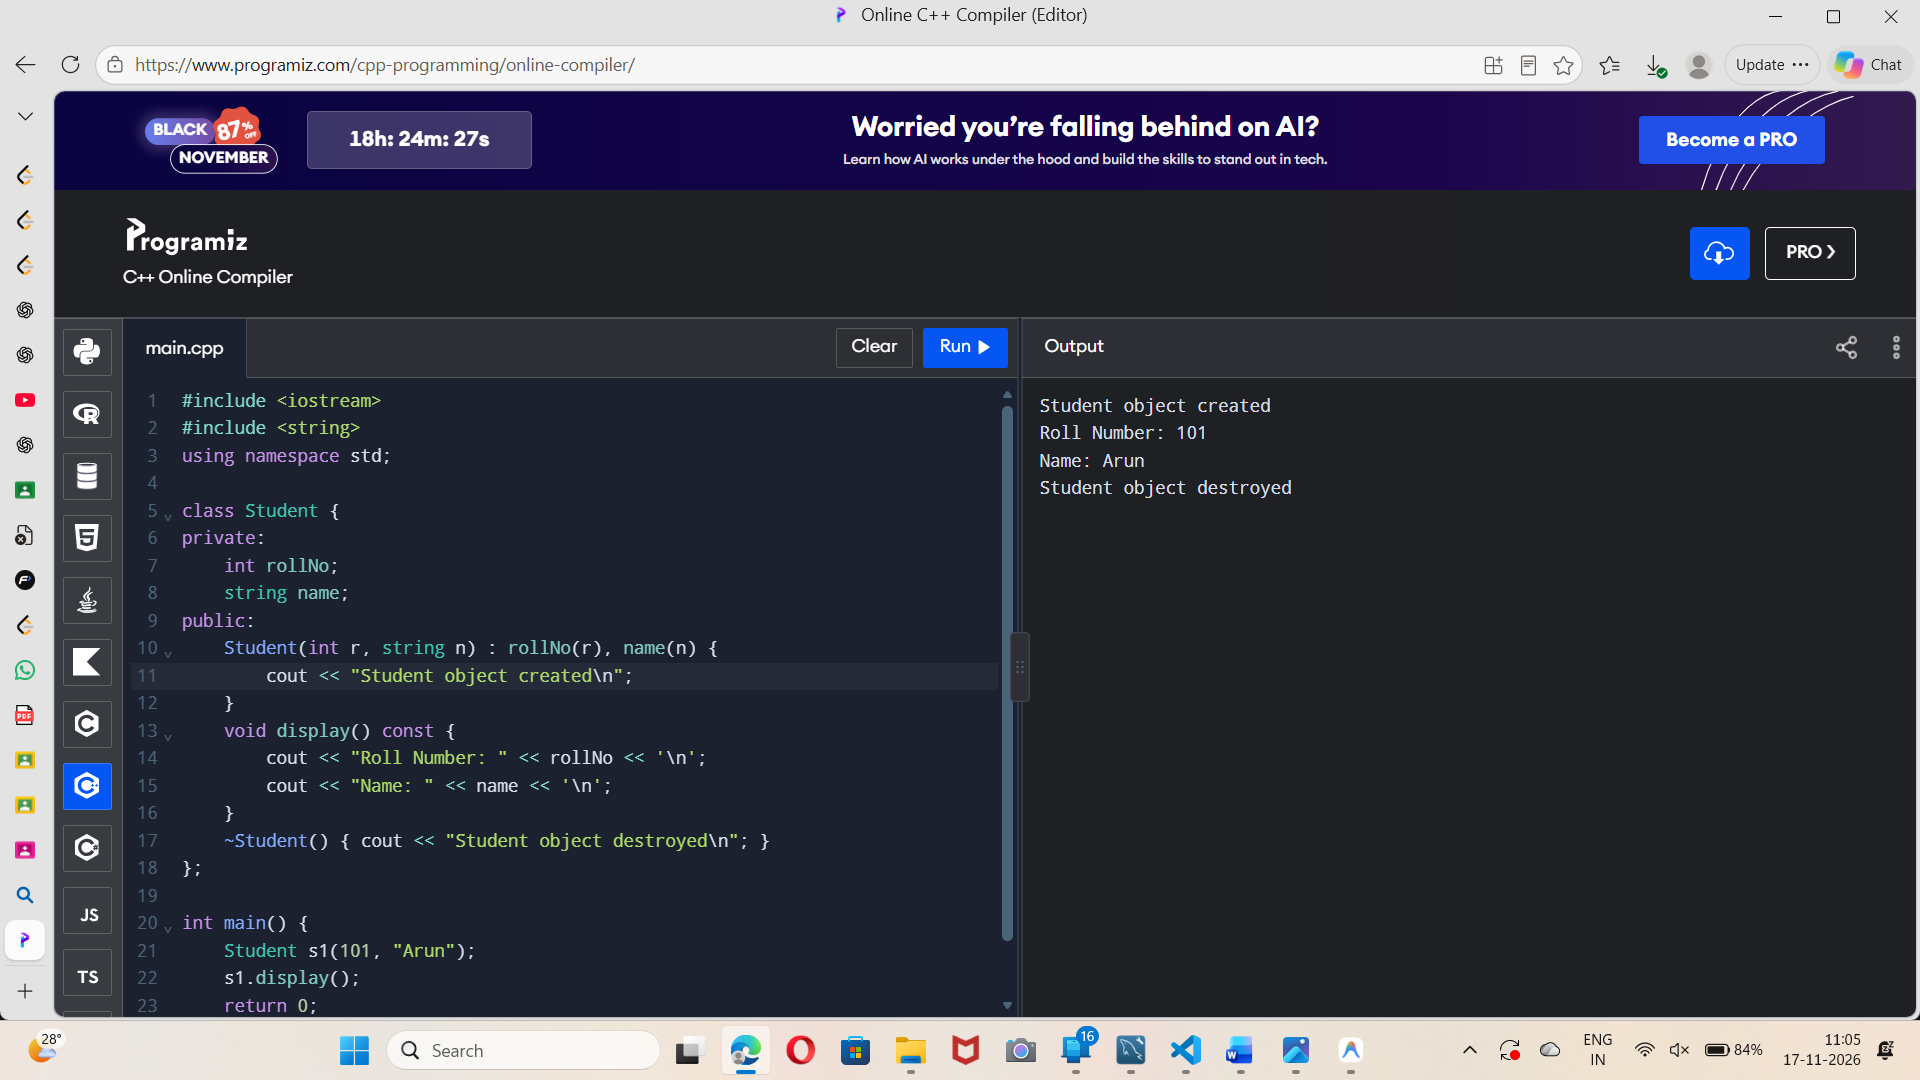 Online C++ Compiler (Editor)
https://www.programiz.com/cpp-programming/online-compiler/
Update
Chat
BLACK
87% OFF
NOVEMBER
18h: 24m: 27s
Worried you’re falling behind on AI?
Learn how AI works under the hood and build the skills to stand out in tech.
Become a PRO
Programiz
C++ Online Compiler
PRO
main.cpp
Clear
Run
Output
1 #include <iostream>
2 #include <string>
3 using namespace std;
4
5 class Student {
6 private:
7     int rollNo;
8     string name;
9 public:
10     Student(int r, string n) : rollNo(r), name(n) {
11         cout << "Student object created\n";
12     }
13     void display() const {
14         cout << "Roll Number: " << rollNo << '\n';
15         cout << "Name: " << name << '\n';
16     }
17     ~Student() { cout << "Student object destroyed\n"; }
18 };
19
20 int main() {
21     Student s1(101, "Arun");
22     s1.display();
23     return 0;
Student object created
Roll Number: 101
Name: Arun
Student object destroyed
JS
TS
PDF
28°
Search
16
ENG
IN
84%
11:05
17-11-2026